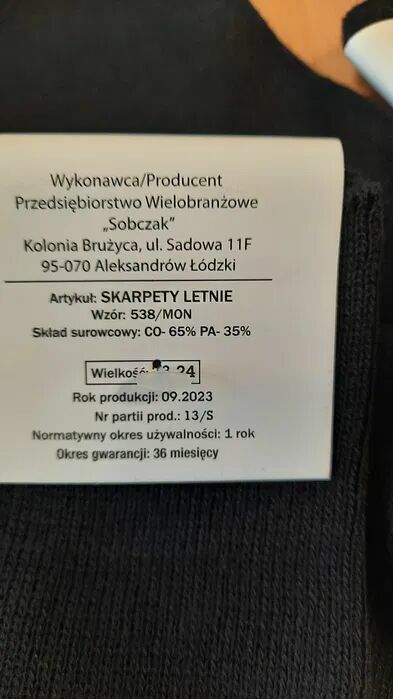 Wykonawca/Producent
Przedsiębiorstwo Wielobranżowe
„Sobczak”
Kolonia Brużyca, ul. Sadowa 11F
95-070 Aleksandrów Łódzki
Artykuł: SKARPETY LETNIE
Wzór: 538/MON
Skład surowcowy: CO- 65% PA- 35%
Wielkość: 24
Rok produkcji: 09.2023
Nr partii prod.: 13/S
Normatywny okres używalności: 1 rok
Okres gwarancji: 36 miesięcy